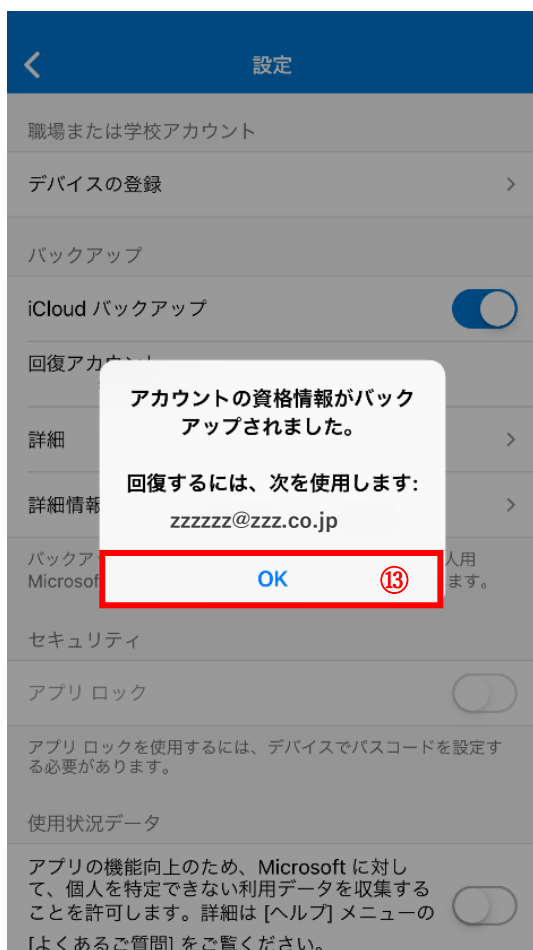 設定
職場または学校アカウント
デバイスの登録
バックアップ
iCloud バックアップ
回復アカウント
アカウントの資格情報がバック
アップされました。
詳細
回復するには、次を使用します:
詳細情報
zzzzzz@zzz.co.jp
バックア
人用
OK
⑬
Microsof
ます。
セキュリティ
アプリ ロック
アプリ ロックを使用するには、デバイスでパスコードを設定す
る必要があります。
使用状況データ
アプリの機能向上のため、Microsoft に対し
て、個人を特定できない利用データを収集する
ことを許可します。詳細は [ヘルプ] メニューの
[よくあるご質問] をご覧ください。